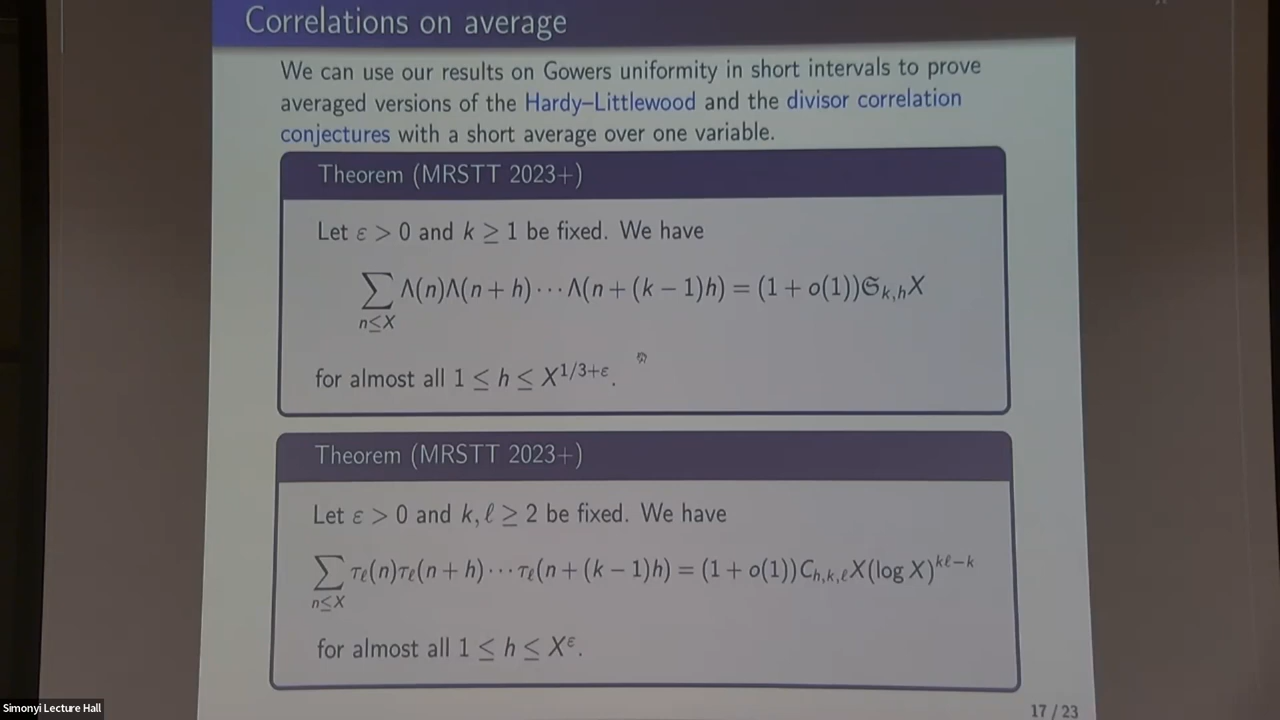 Correlations on average
We can use our results on Gowers uniformity in short intervals to prove
averaged versions of the Hardy–Littlewood and the divisor correlation
conjectures with a short average over one variable.
Theorem (MRSTT 2023+)
Let ε > 0 and k ≥ 1 be fixed. We have
∑_{n≤X} Λ(n)Λ(n + h) ⋯ Λ(n + (k − 1)h) = (1 + o(1))𝔖_{k,h}X
for almost all 1 ≤ h ≤ X^{1/3+ε}.
Theorem (MRSTT 2023+)
Let ε > 0 and k, ℓ ≥ 2 be fixed. We have
∑_{n≤X} τ_ℓ(n)τ_ℓ(n + h) ⋯ τ_ℓ(n + (k − 1)h) = (1 + o(1))C_{h,k,ℓ}X(log X)^{kℓ−k}
for almost all 1 ≤ h ≤ X^ε.
17 / 23
Simonyi Lecture Hall